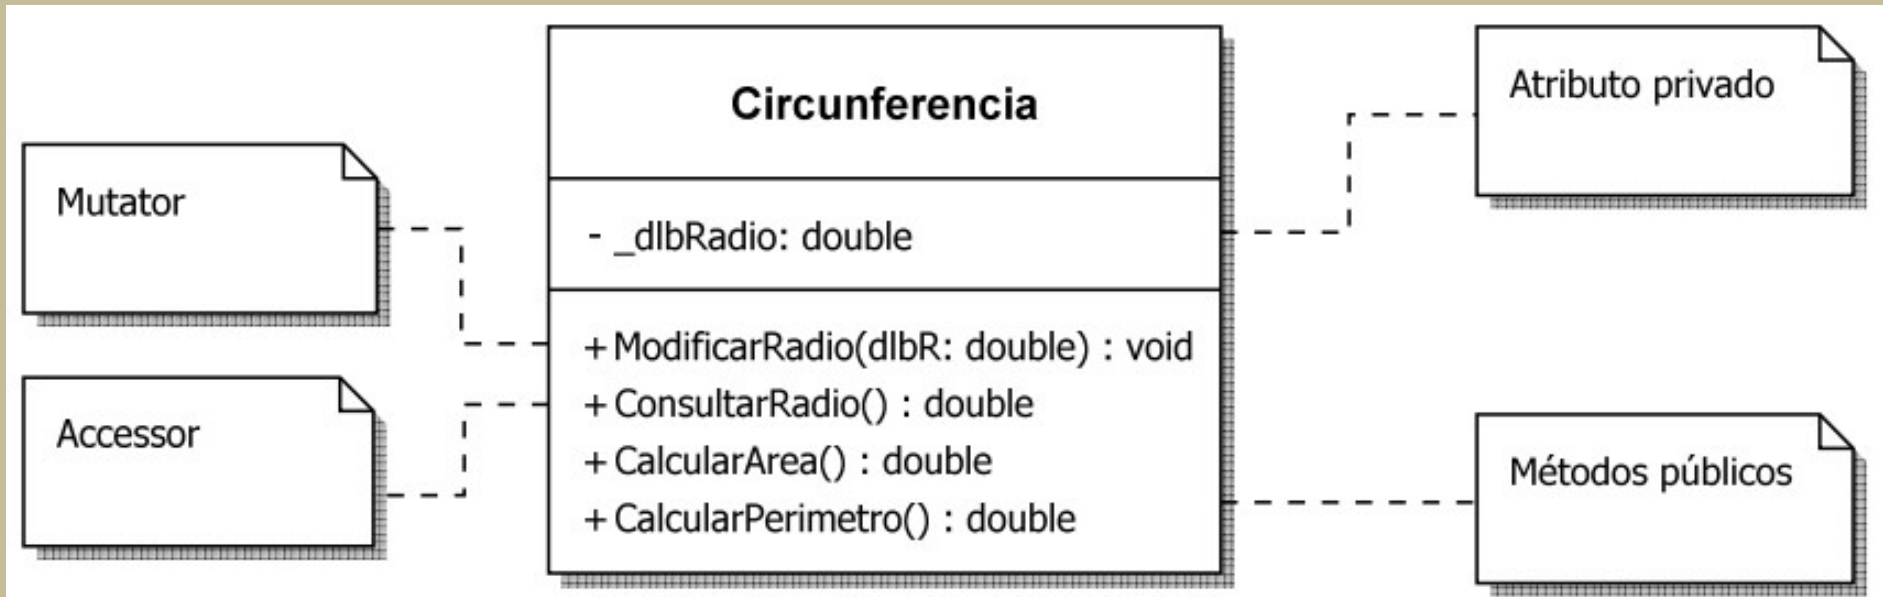 Circunferencia
- _dlbRadio: double
+ ModificarRadio(dlbR: double) : void
+ ConsultarRadio() : double
+ CalcularArea() : double
+ CalcularPerimetro() : double
Mutator
Accessor
Atributo privado
Métodos públicos